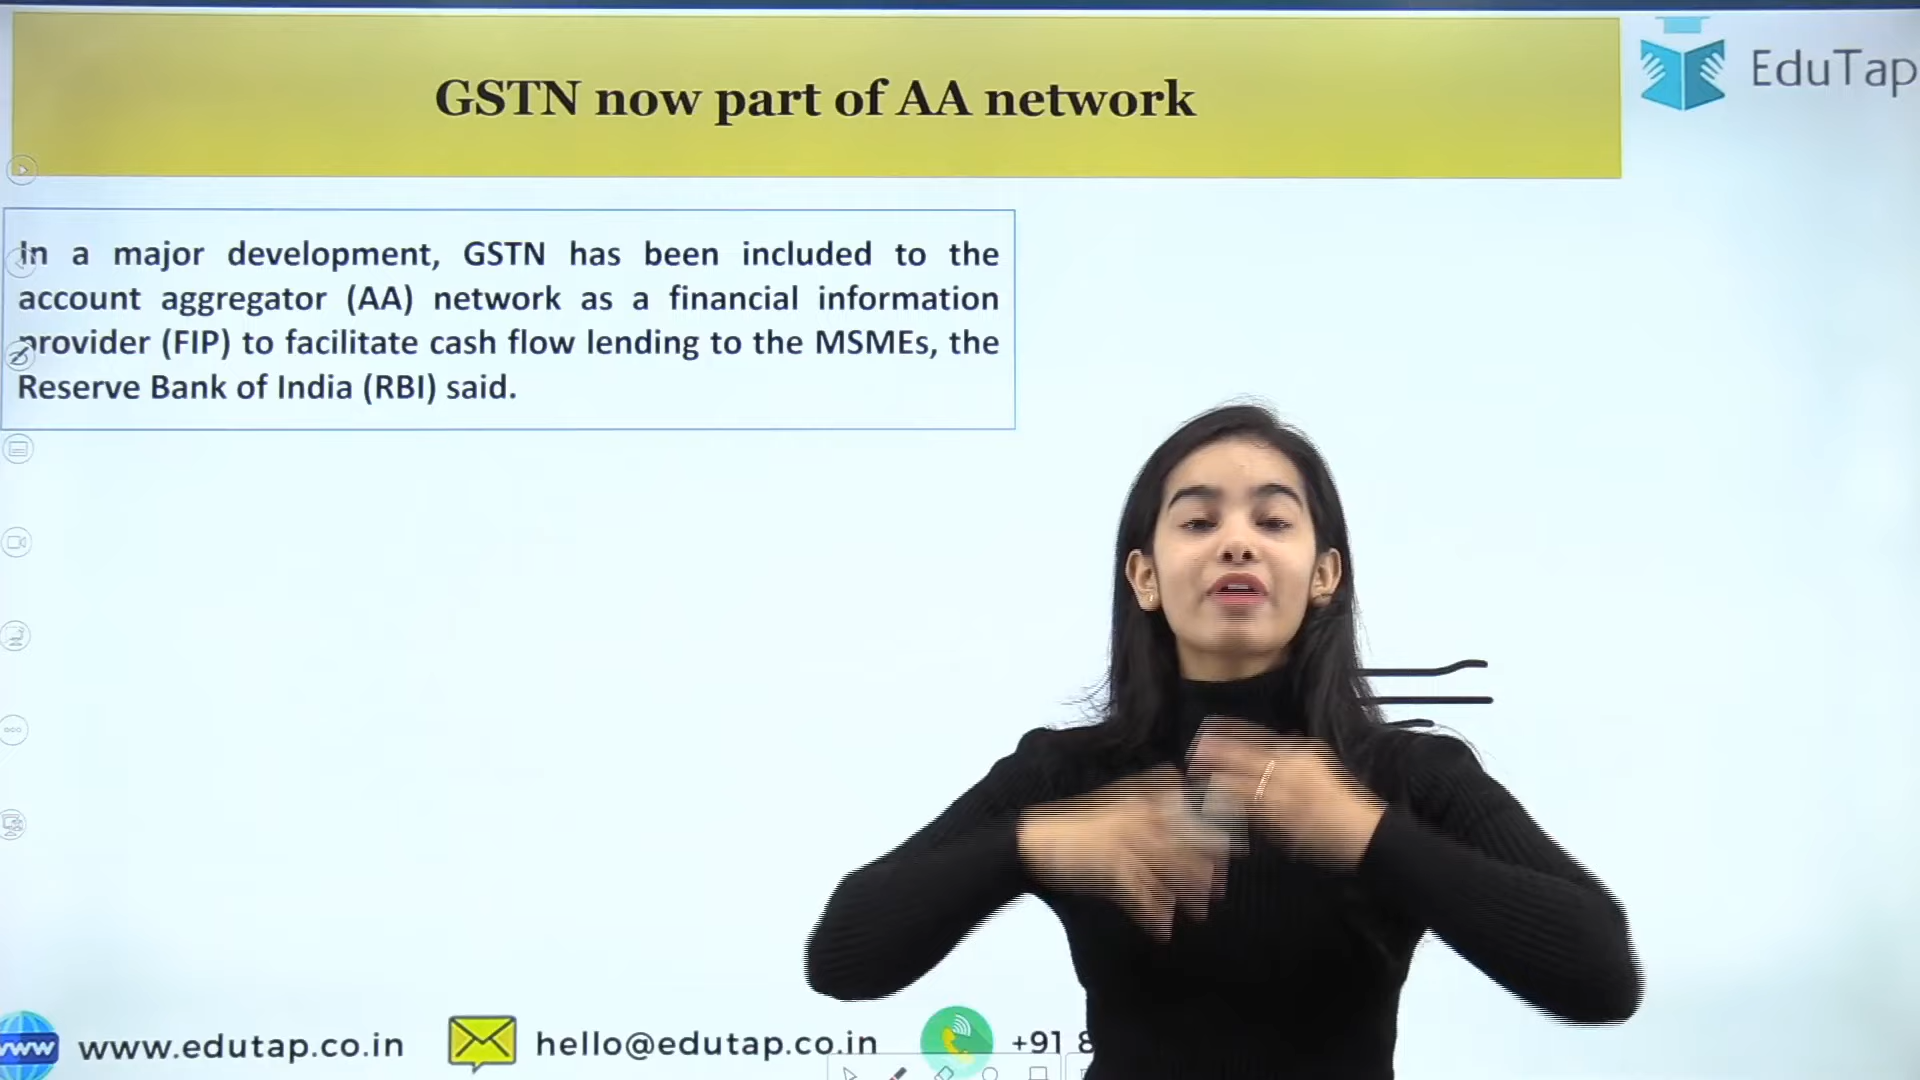 GSTN now part of AA network
EduTap
In a major development, GSTN has been included to the
account aggregator (AA) network as a financial information
provider (FIP) to facilitate cash flow lending to the MSMEs, the
Reserve Bank of India (RBI) said.
www www.edutap.co.in hello@edutap.co.in +91 8